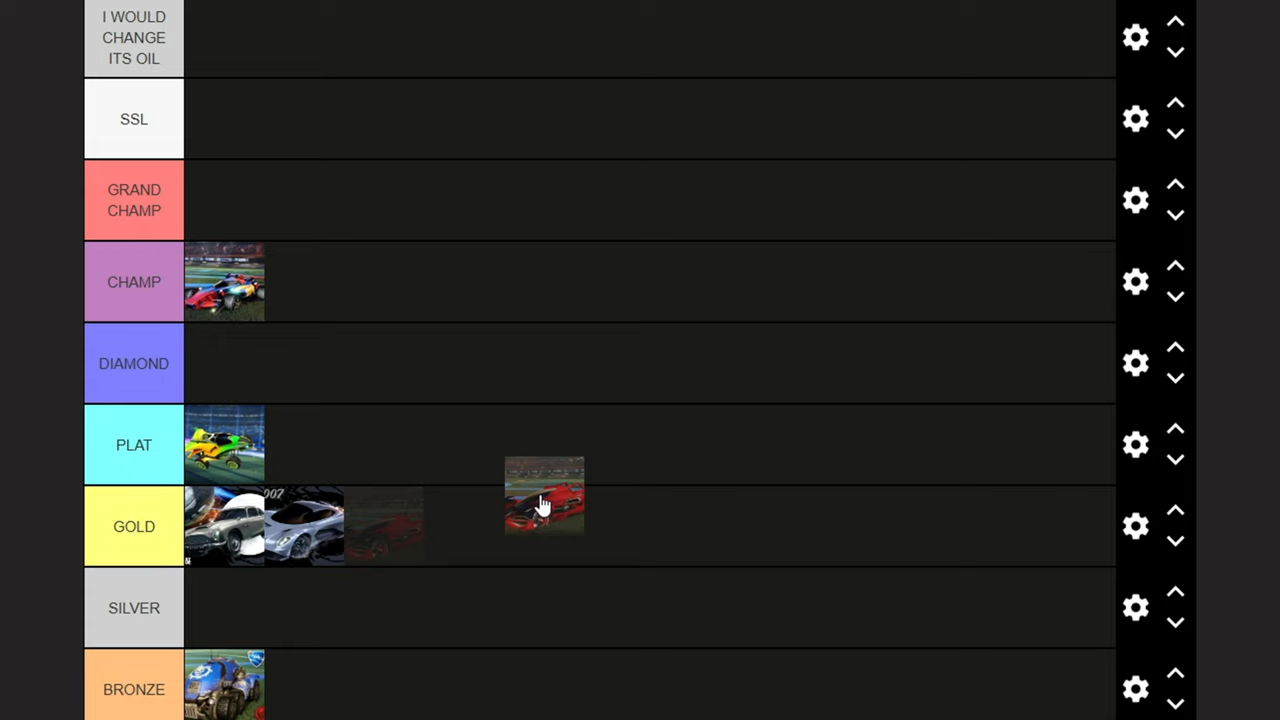 I WOULD
CHANGE
ITS OIL
SSL
GRAND
CHAMP
CHAMP
DIAMOND
PLAT
GOLD
007
SILVER
BRONZE